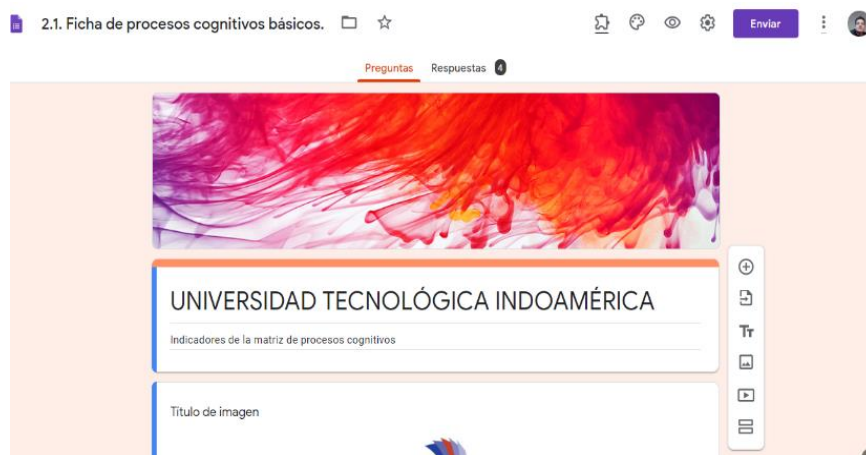 2.1. Ficha de procesos cognitivos básicos.
Enviar
Preguntas
Respuestas 4
UNIVERSIDAD TECNOLÓGICA INDOAMÉRICA
Indicadores de la matriz de procesos cognitivos
Tt
Título de imagen